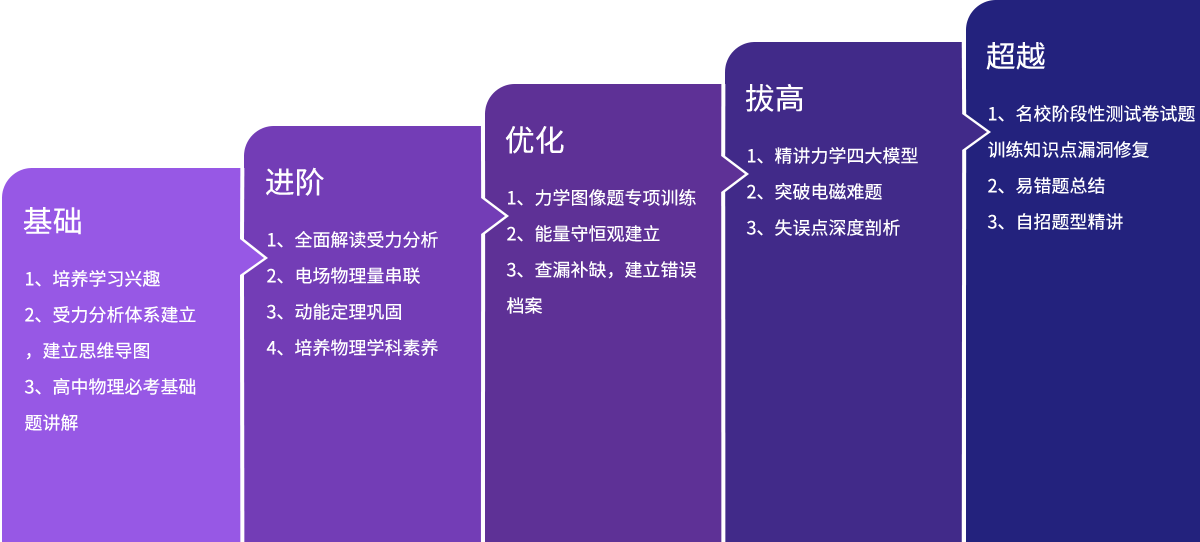 基础
1、培养学习兴趣
2、受力分析体系建立
，建立思维导图
3、高中物理必考基础
题讲解
进阶
1、全面解读受力分析
2、电场物理量串联
3、动能定理巩固
4、培养物理学科素养
优化
1、力学图像题专项训练
2、能量守恒观建立
3、查漏补缺，建立错误
档案
拔高
1、精讲力学四大模型
2、突破电磁难题
3、失误点深度剖析
超越
1、名校阶段性测试卷试题
训练知识点漏洞修复
2、易错题总结
3、自招题型精讲